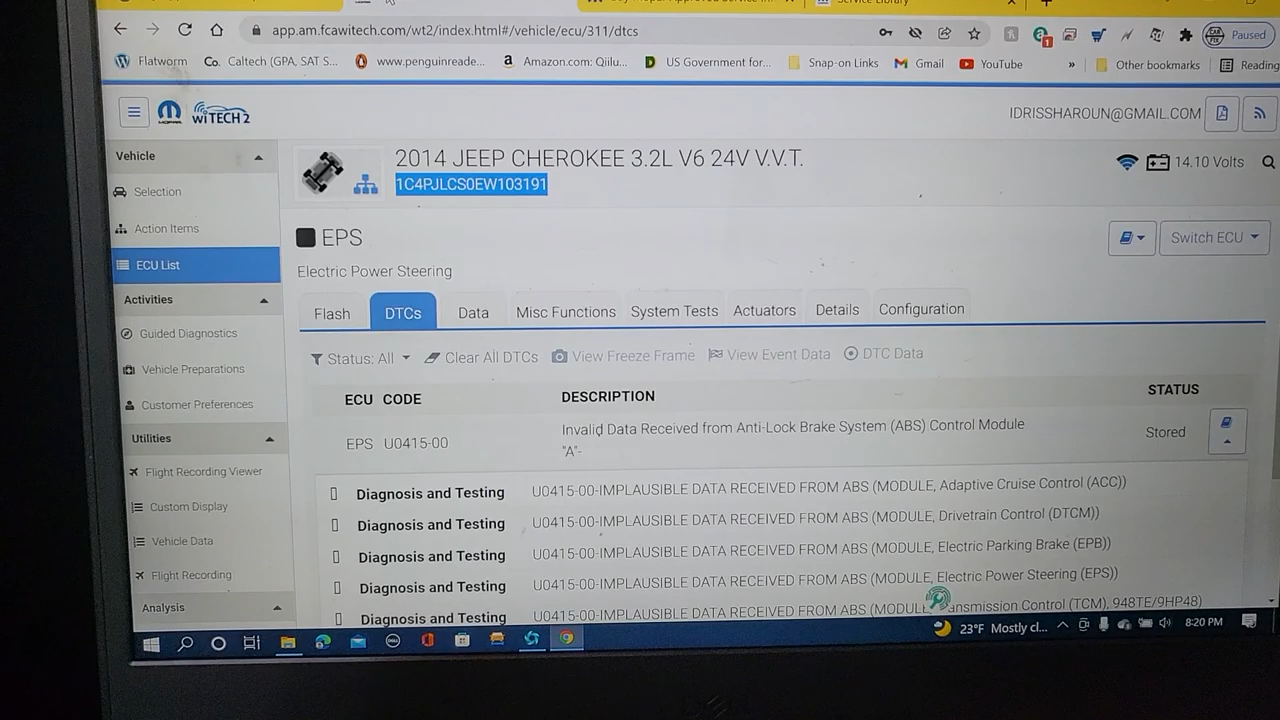 app.am.fcawitech.com/wt2/index.html#/vehicle/ecu/311/dtcs
Paused
Flatworm
Co. Caltech (GPA, SAT S...
www.penguinreade...
a Amazon.com: Qiilu...
D US Government for...
Snap-on Links
Gmail
YouTube
»
Other bookmarks
Reading
MOPAR
wiTECH 2
IDRISSHAROUN@GMAIL.COM
Vehicle
Selection
Action Items
ECU List
Activities
Guided Diagnostics
Vehicle Preparations
Customer Preferences
Utilities
Flight Recording Viewer
Custom Display
Vehicle Data
Flight Recording
Analysis
2014 JEEP CHEROKEE 3.2L V6 24V V.V.T.
1C4PJLCS0EW103191
14.10 Volts
EPS
Switch ECU
Electric Power Steering
Flash DTCs Data Misc Functions System Tests Actuators Details Configuration
Status: All Clear All DTCs View Freeze Frame View Event Data DTC Data
ECU CODE DESCRIPTION STATUS
EPS U0415-00 Invalid Data Received from Anti-Lock Brake System (ABS) Control Module
"A"-
Stored
Diagnosis and Testing U0415-00-IMPLAUSIBLE DATA RECEIVED FROM ABS (MODULE, Adaptive Cruise Control (ACC))
Diagnosis and Testing U0415-00-IMPLAUSIBLE DATA RECEIVED FROM ABS (MODULE, Drivetrain Control (DTCM))
Diagnosis and Testing U0415-00-IMPLAUSIBLE DATA RECEIVED FROM ABS (MODULE, Electric Parking Brake (EPB))
Diagnosis and Testing U0415-00-IMPLAUSIBLE DATA RECEIVED FROM ABS (MODULE, Electric Power Steering (EPS))
Diagnosis and Testing U0415-00-IMPLAUSIBLE DATA RECEIVED FROM ABS (MODULE, ansmission Control (TCM), 948TE/9HP48)
23°F Mostly cl...
8:20 PM